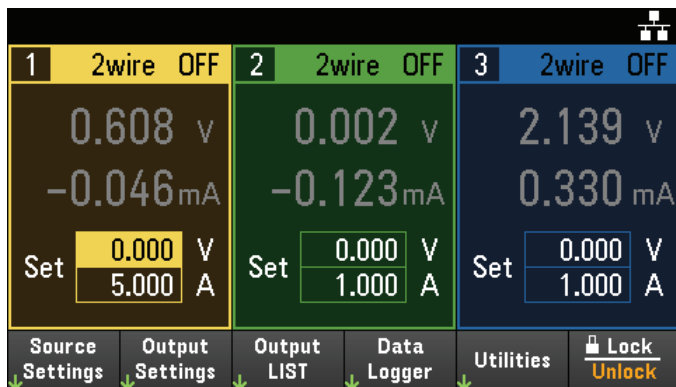 1 2wire OFF 2 2wire OFF 3 2wire OFF
0.608 V 0.002 V 2.139 V
-0.046mA -0.123mA 0.330 mA
Set 0.000 V Set 0.000 V Set 0.000 V
5.000 A 1.000 A 1.000 A
Source Settings Output Settings Output LIST Data Logger Utilities Lock Unlock